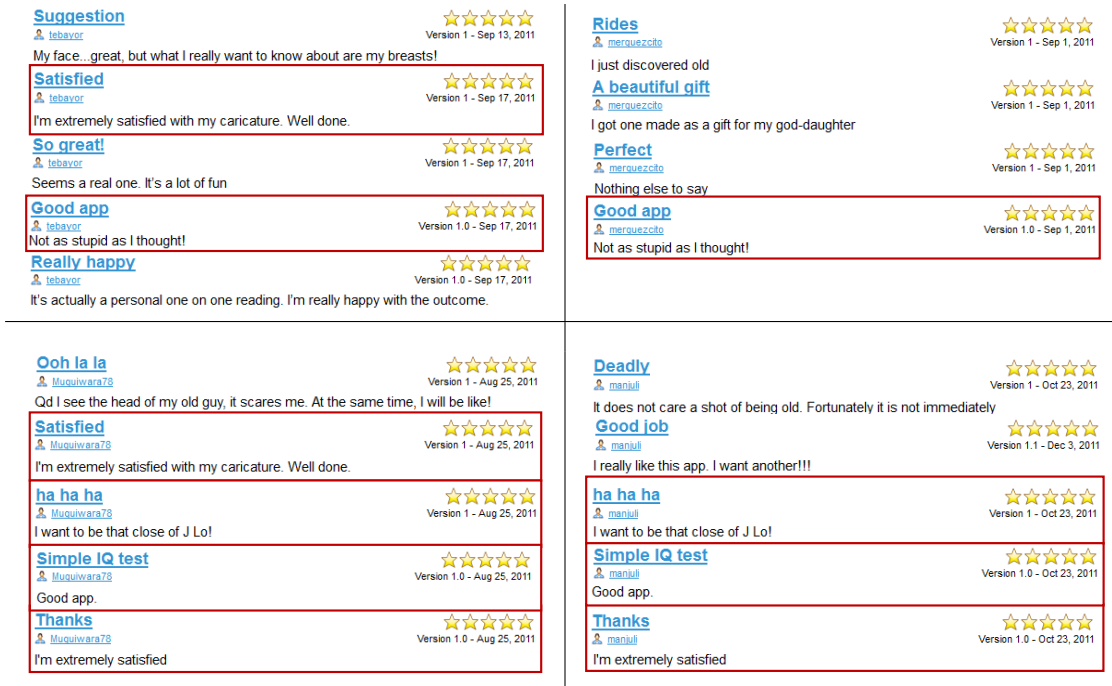 Suggestion
tebayor
Version 1 - Sep 13, 2011
My face...great, but what I really want to know about are my breasts!
Satisfied
tebayor
Version 1 - Sep 17, 2011
I'm extremely satisfied with my caricature. Well done.
So great!
tebayor
Version 1 - Sep 17, 2011
Seems a real one. It's a lot of fun
Good app
tebayor
Version 1.0 - Sep 17, 2011
Not as stupid as I thought!
Really happy
tebayor
Version 1.0 - Sep 17, 2011
It's actually a personal one on one reading. I'm really happy with the outcome.
Rides
merquezcito
Version 1 - Sep 1, 2011
I just discovered old
A beautiful gift
merquezcito
Version 1 - Sep 1, 2011
I got one made as a gift for my god-daughter
Perfect
merquezcito
Version 1 - Sep 1, 2011
Nothing else to say
Good app
merquezcito
Version 1.0 - Sep 1, 2011
Not as stupid as I thought!
Ooh la la
Muquiwara78
Version 1 - Aug 25, 2011
Qd I see the head of my old guy, it scares me. At the same time, I will be like!
Satisfied
Muquiwara78
Version 1 - Aug 25, 2011
I'm extremely satisfied with my caricature. Well done.
ha ha ha
Muquiwara78
Version 1 - Aug 25, 2011
I want to be that close of J Lo!
Simple IQ test
Muquiwara78
Version 1.0 - Aug 25, 2011
Good app.
Thanks
Muquiwara78
Version 1.0 - Aug 25, 2011
I'm extremely satisfied
Deadly
manjuli
Version 1 - Oct 23, 2011
It does not care a shot of being old. Fortunately it is not immediately
Good job
manjuli
Version 1.1 - Dec 3, 2011
I really like this app. I want another!!!
ha ha ha
manjuli
Version 1 - Oct 23, 2011
I want to be that close of J Lo!
Simple IQ test
manjuli
Version 1.0 - Oct 23, 2011
Good app.
Thanks
manjuli
Version 1.0 - Oct 23, 2011
I'm extremely satisfied